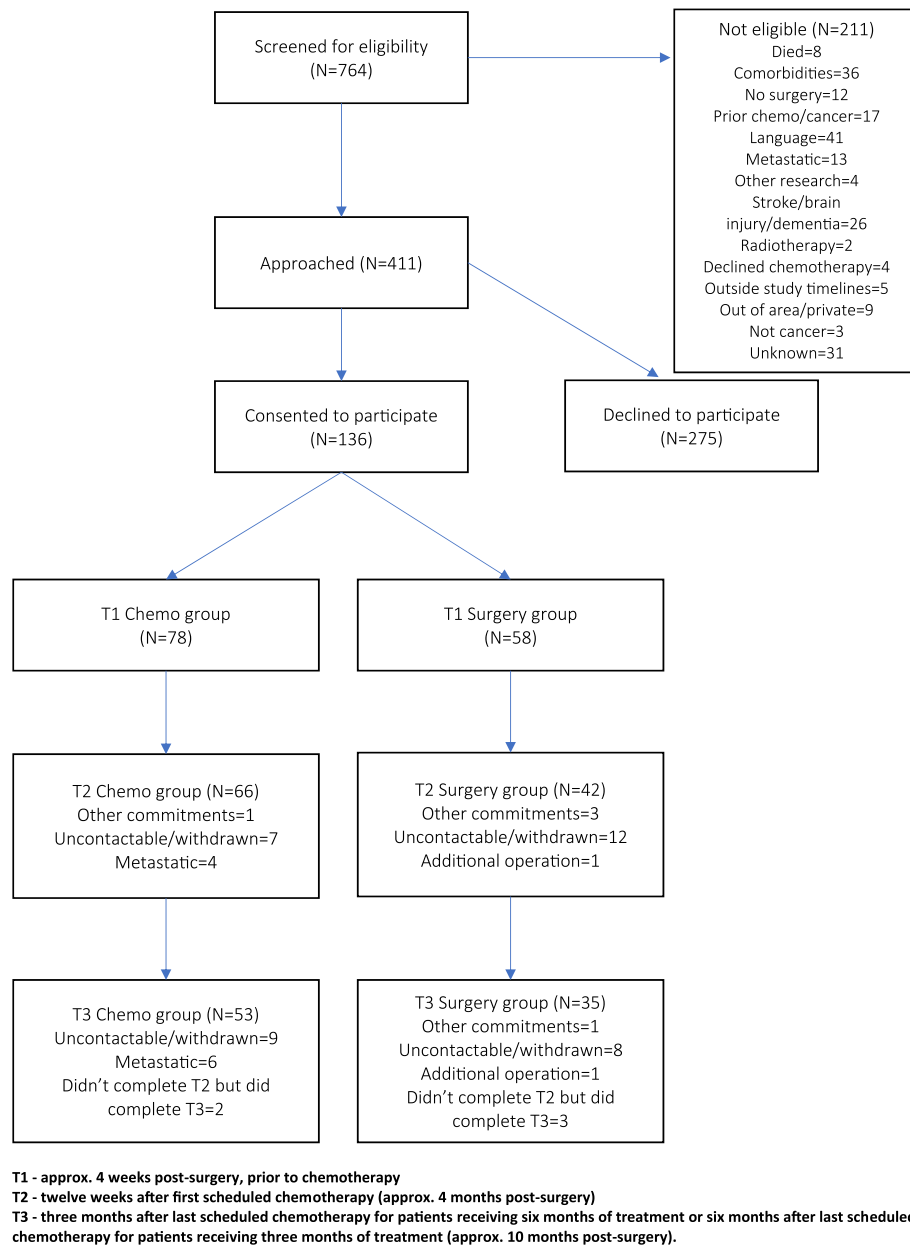 Screened for eligibility
(N=764)
Not eligible (N=211)
Died=8
Comorbidities=36
No surgery=12
Prior chemo/cancer=17
Language=41
Metastatic=13
Other research=4
Stroke/brain
injury/dementia=26
Radiotherapy=2
Declined chemotherapy=4
Outside study timelines=5
Out of area/private=9
Not cancer=3
Unknown=31
Approached (N=411)
Consented to participate
(N=136)
Declined to participate
(N=275)
T1 Chemo group
(N=78)
T1 Surgery group
(N=58)
T2 Chemo group (N=66)
Other commitments=1
Uncontactable/withdrawn=7
Metastatic=4
T2 Surgery group (N=42)
Other commitments=3
Uncontactable/withdrawn=12
Additional operation=1
T3 Chemo group (N=53)
Uncontactable/withdrawn=9
Metastatic=6
Didn’t complete T2 but did
complete T3=2
T3 Surgery group (N=35)
Other commitments=1
Uncontactable/withdrawn=8
Additional operation=1
Didn’t complete T2 but did
complete T3=3
T1 - approx. 4 weeks post-surgery, prior to chemotherapy
T2 - twelve weeks after first scheduled chemotherapy (approx. 4 months post-surgery)
T3 - three months after last scheduled chemotherapy for patients receiving six months of treatment or six months after last scheduled
chemotherapy for patients receiving three months of treatment (approx. 10 months post-surgery).